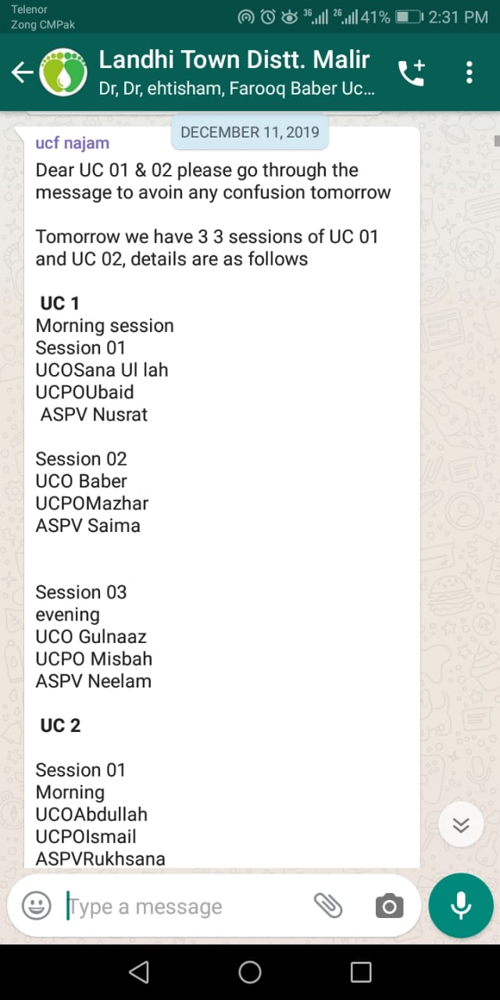 Telenor
Zong CMPak
3G 2G 41% 2:31 PM
Landhi Town Distt. Malir
Dr, Dr, ehtisham, Farooq Baber Uc...
DECEMBER 11, 2019
ucf najam
Dear UC 01 & 02 please go through the
message to avoin any confusion tomorrow
Tomorrow we have 3 3 sessions of UC 01
and UC 02, details are as follows
UC 1
Morning session
Session 01
UCOSana Ul lah
UCPOUbaid
ASPV Nusrat
Session 02
UCO Baber
UCPOMazhar
ASPV Saima
Session 03
evening
UCO Gulnaaz
UCPO Misbah
ASPV Neelam
UC 2
Session 01
Morning
UCOAbdullah
UCPOIsmail
ASPVRukhsana
Type a message